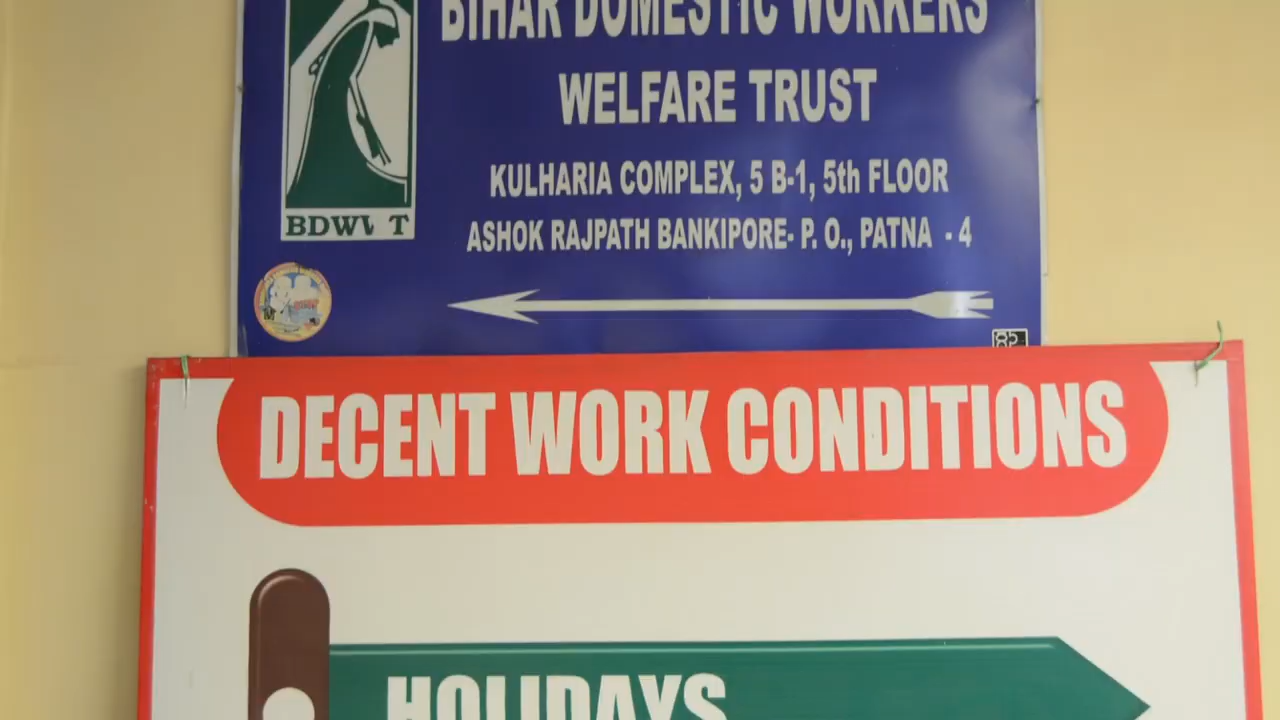 BIHAR DOMESTIC WORKERS
WELFARE TRUST
KULHARIA COMPLEX, 5 B-1, 5th FLOOR
ASHOK RAJPATH BANKIPORE- P. O., PATNA - 4
BDWW T
DECENT WORK CONDITIONS
HOLIDAYS